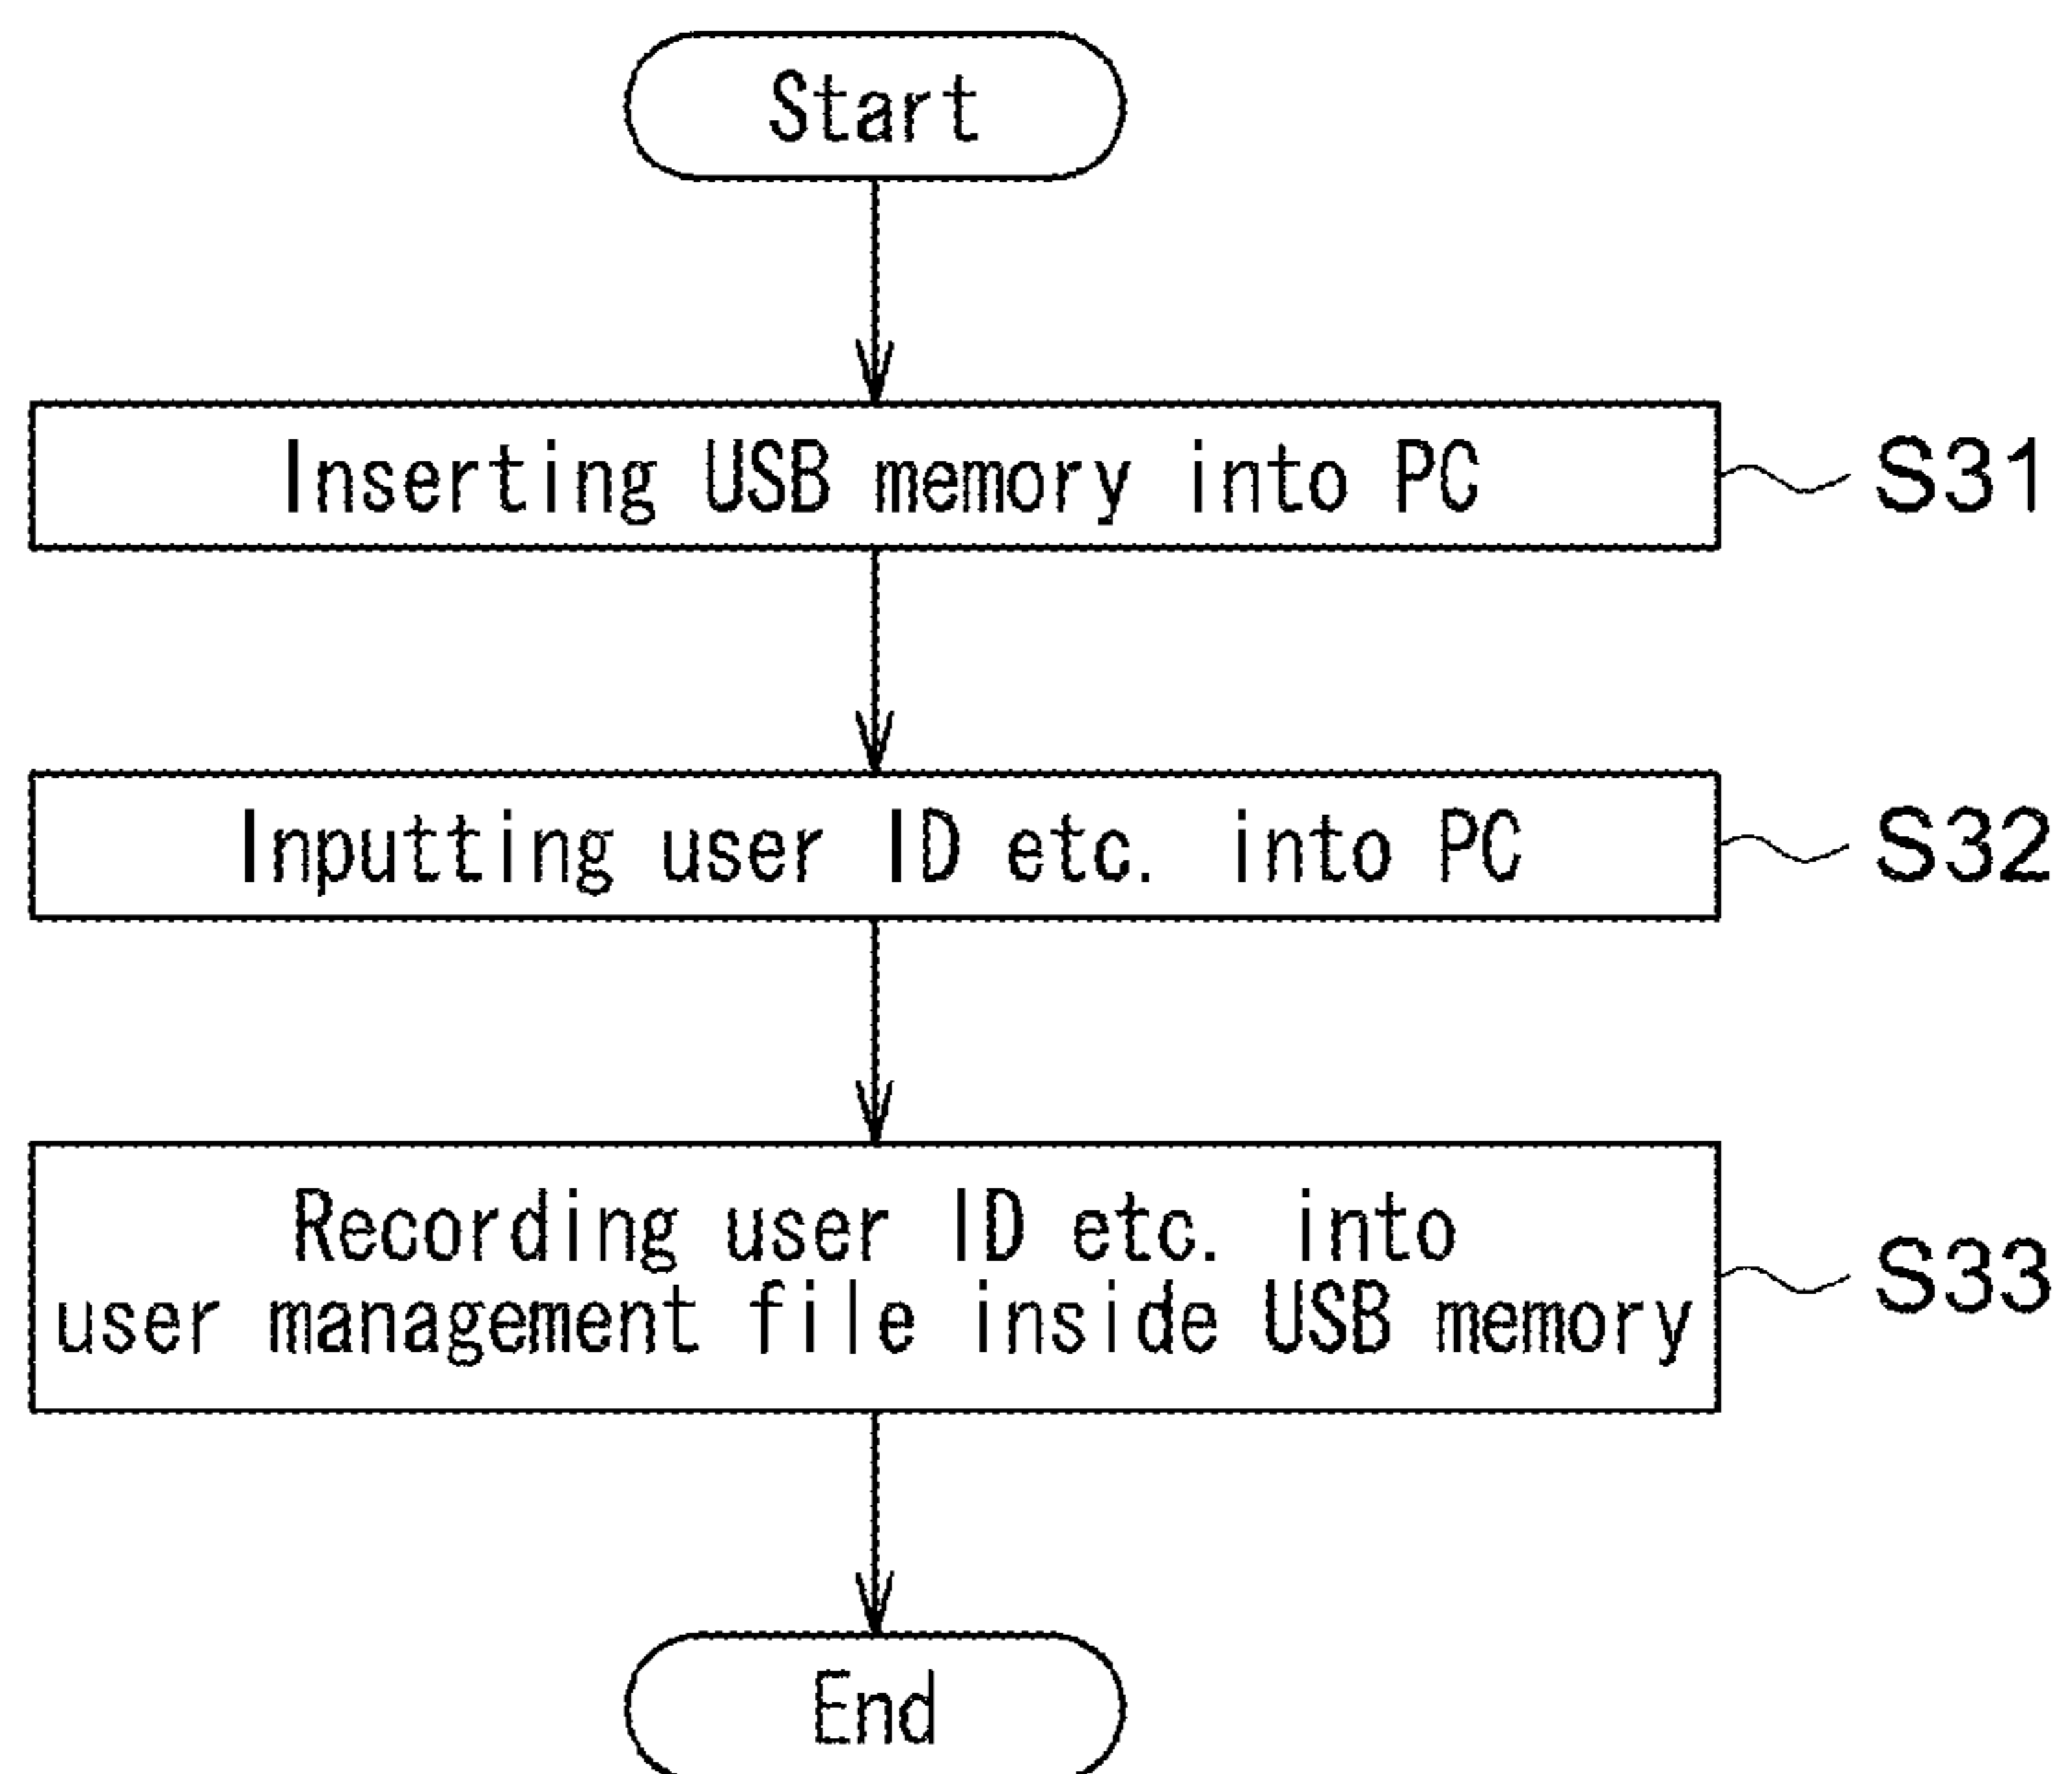 Start
Inserting USB memory into PC
S31
Inputting user ID etc. into PC
S32
Recording user ID etc. into
user management file inside USB memory
S33
End